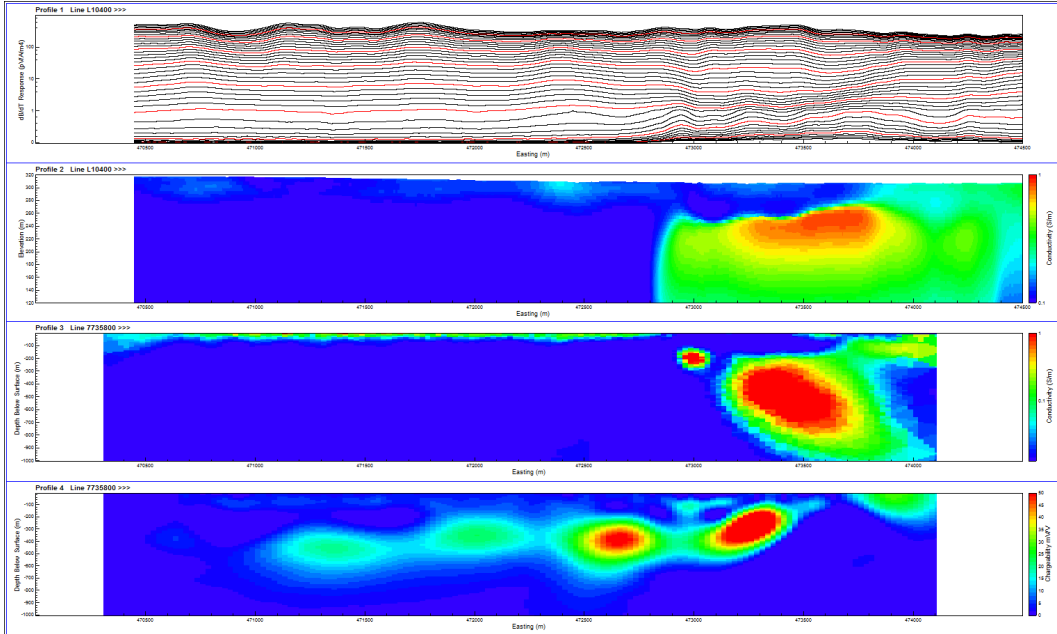 Profile 1 Line L10400 >>>
dB/dT Response (pV/A/m4)
100
10
1
0
470500 471000 471500 472000 472500 473000 473500 474000 474500
Easting (m)
Profile 2 Line L10400 >>>
Elevation (m)
320
300
280
260
240
220
200
180
160
140
120
470500 471000 471500 472000 472500 473000 473500 474000 474500
Easting (m)
1
0.1
Conductivity (S/m)
Profile 3 Line 7735800 >>>
Depth Below Surface (m)
-100
-200
-300
-400
-500
-600
-700
-800
-900
-1000
470500 471000 471500 472000 472500 473000 473500 474000
Easting (m)
1
0.1
Conductivity (S/m)
Profile 4 Line 7735800 >>>
Depth Below Surface (m)
-100
-200
-300
-400
-500
-600
-700
-800
-900
-1000
470500 471000 471500 472000 472500 473000 473500 474000
Easting (m)
50
45
40
35
30
25
20
15
10
5
0